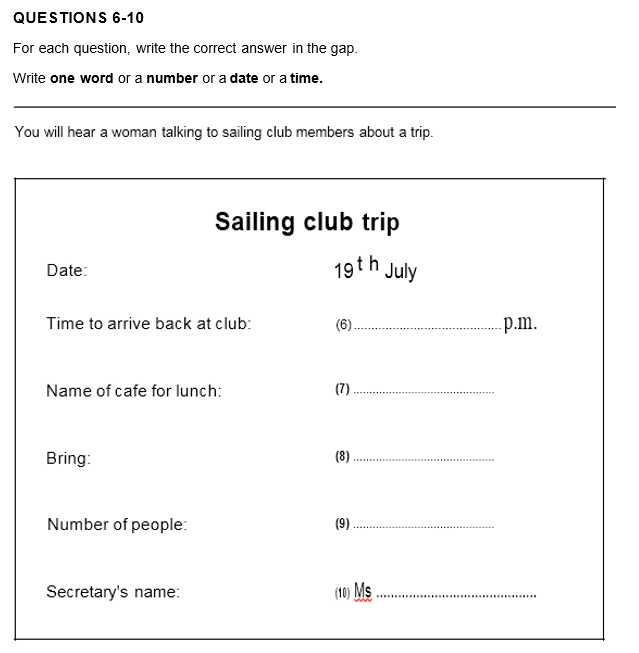 QUESTIONS 6-10
For each question, write the correct answer in the gap.
Write one word or a number or a date or a time.
You will hear a woman talking to sailing club members about a trip.
Sailing club trip
Date: 19th July
Time to arrive back at club: (6)............................................p.m.
Name of cafe for lunch: (7)............................................
Bring: (8)............................................
Number of people: (9)............................................
Secretary's name: (10) Ms ............................................